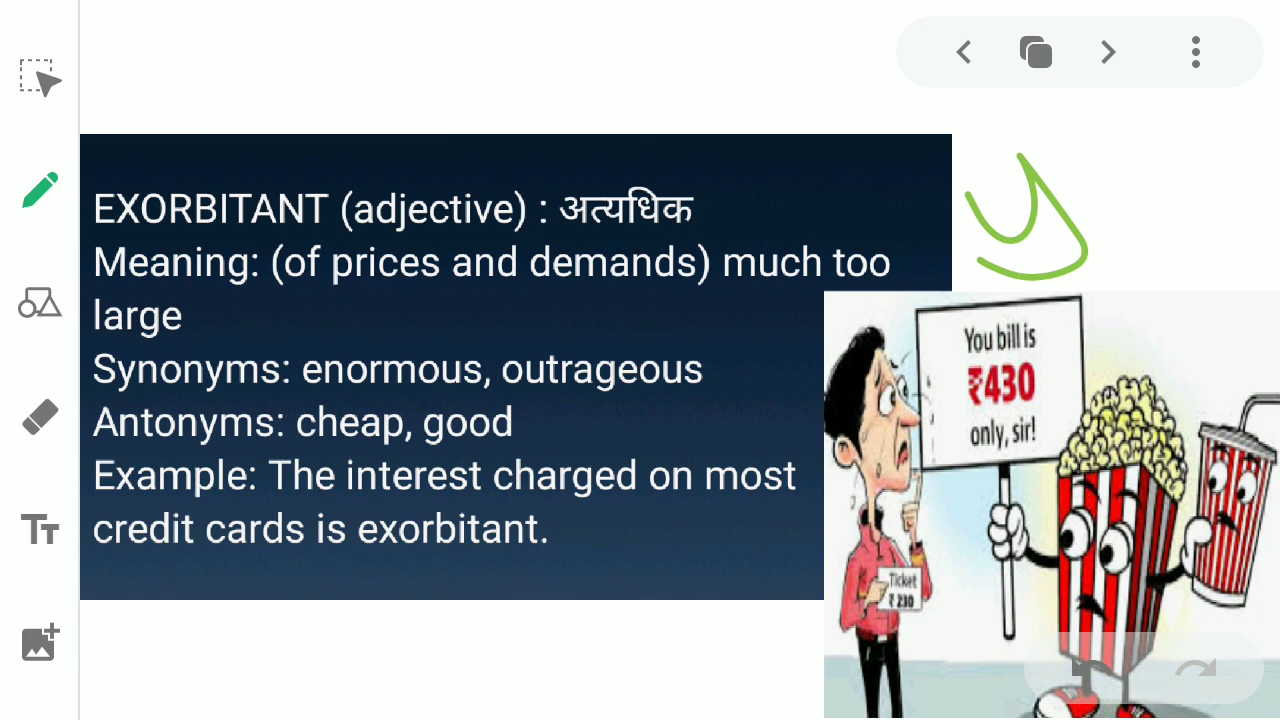 EXORBITANT (adjective) : अत्यधिक
Meaning: (of prices and demands) much too
large
Synonyms: enormous, outrageous
Antonyms: cheap, good
Example: The interest charged on most
credit cards is exorbitant.
You bill is
₹430
only, sir!
Ticket
₹ 230
Tт